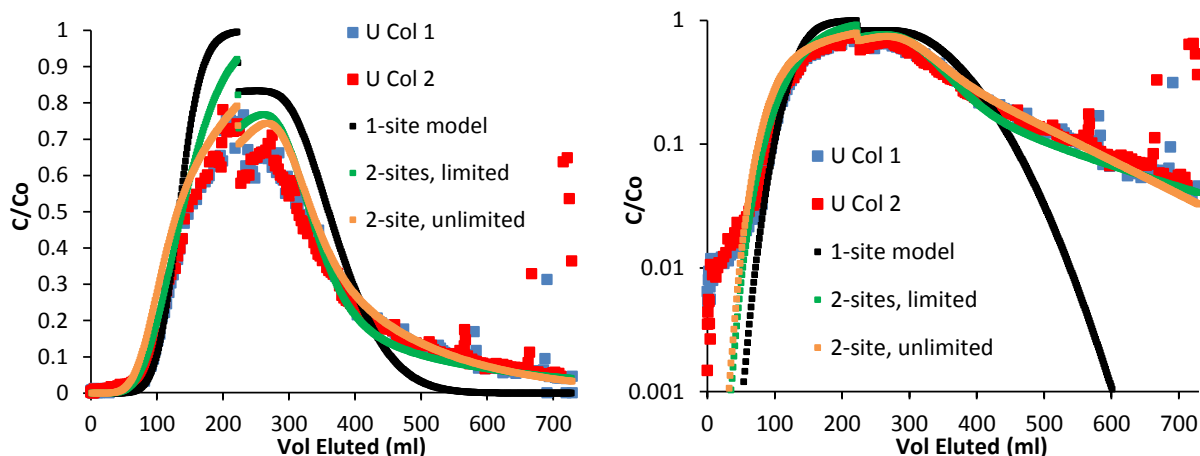 1
0.9
0.8
0.7
0.6
0.5
0.4
0.3
0.2
0.1
0
C/Co
0 100 200 300 400 500 600 700
Vol Eluted (ml)
U Col 1
U Col 2
1-site model
2-sites, limited
2-site, unlimited
1
0.1
0.01
0.001
C/Co
0 100 200 300 400 500 600 700
Vol Eluted (ml)
U Col 1
U Col 2
1-site model
2-sites, limited
2-site, unlimited